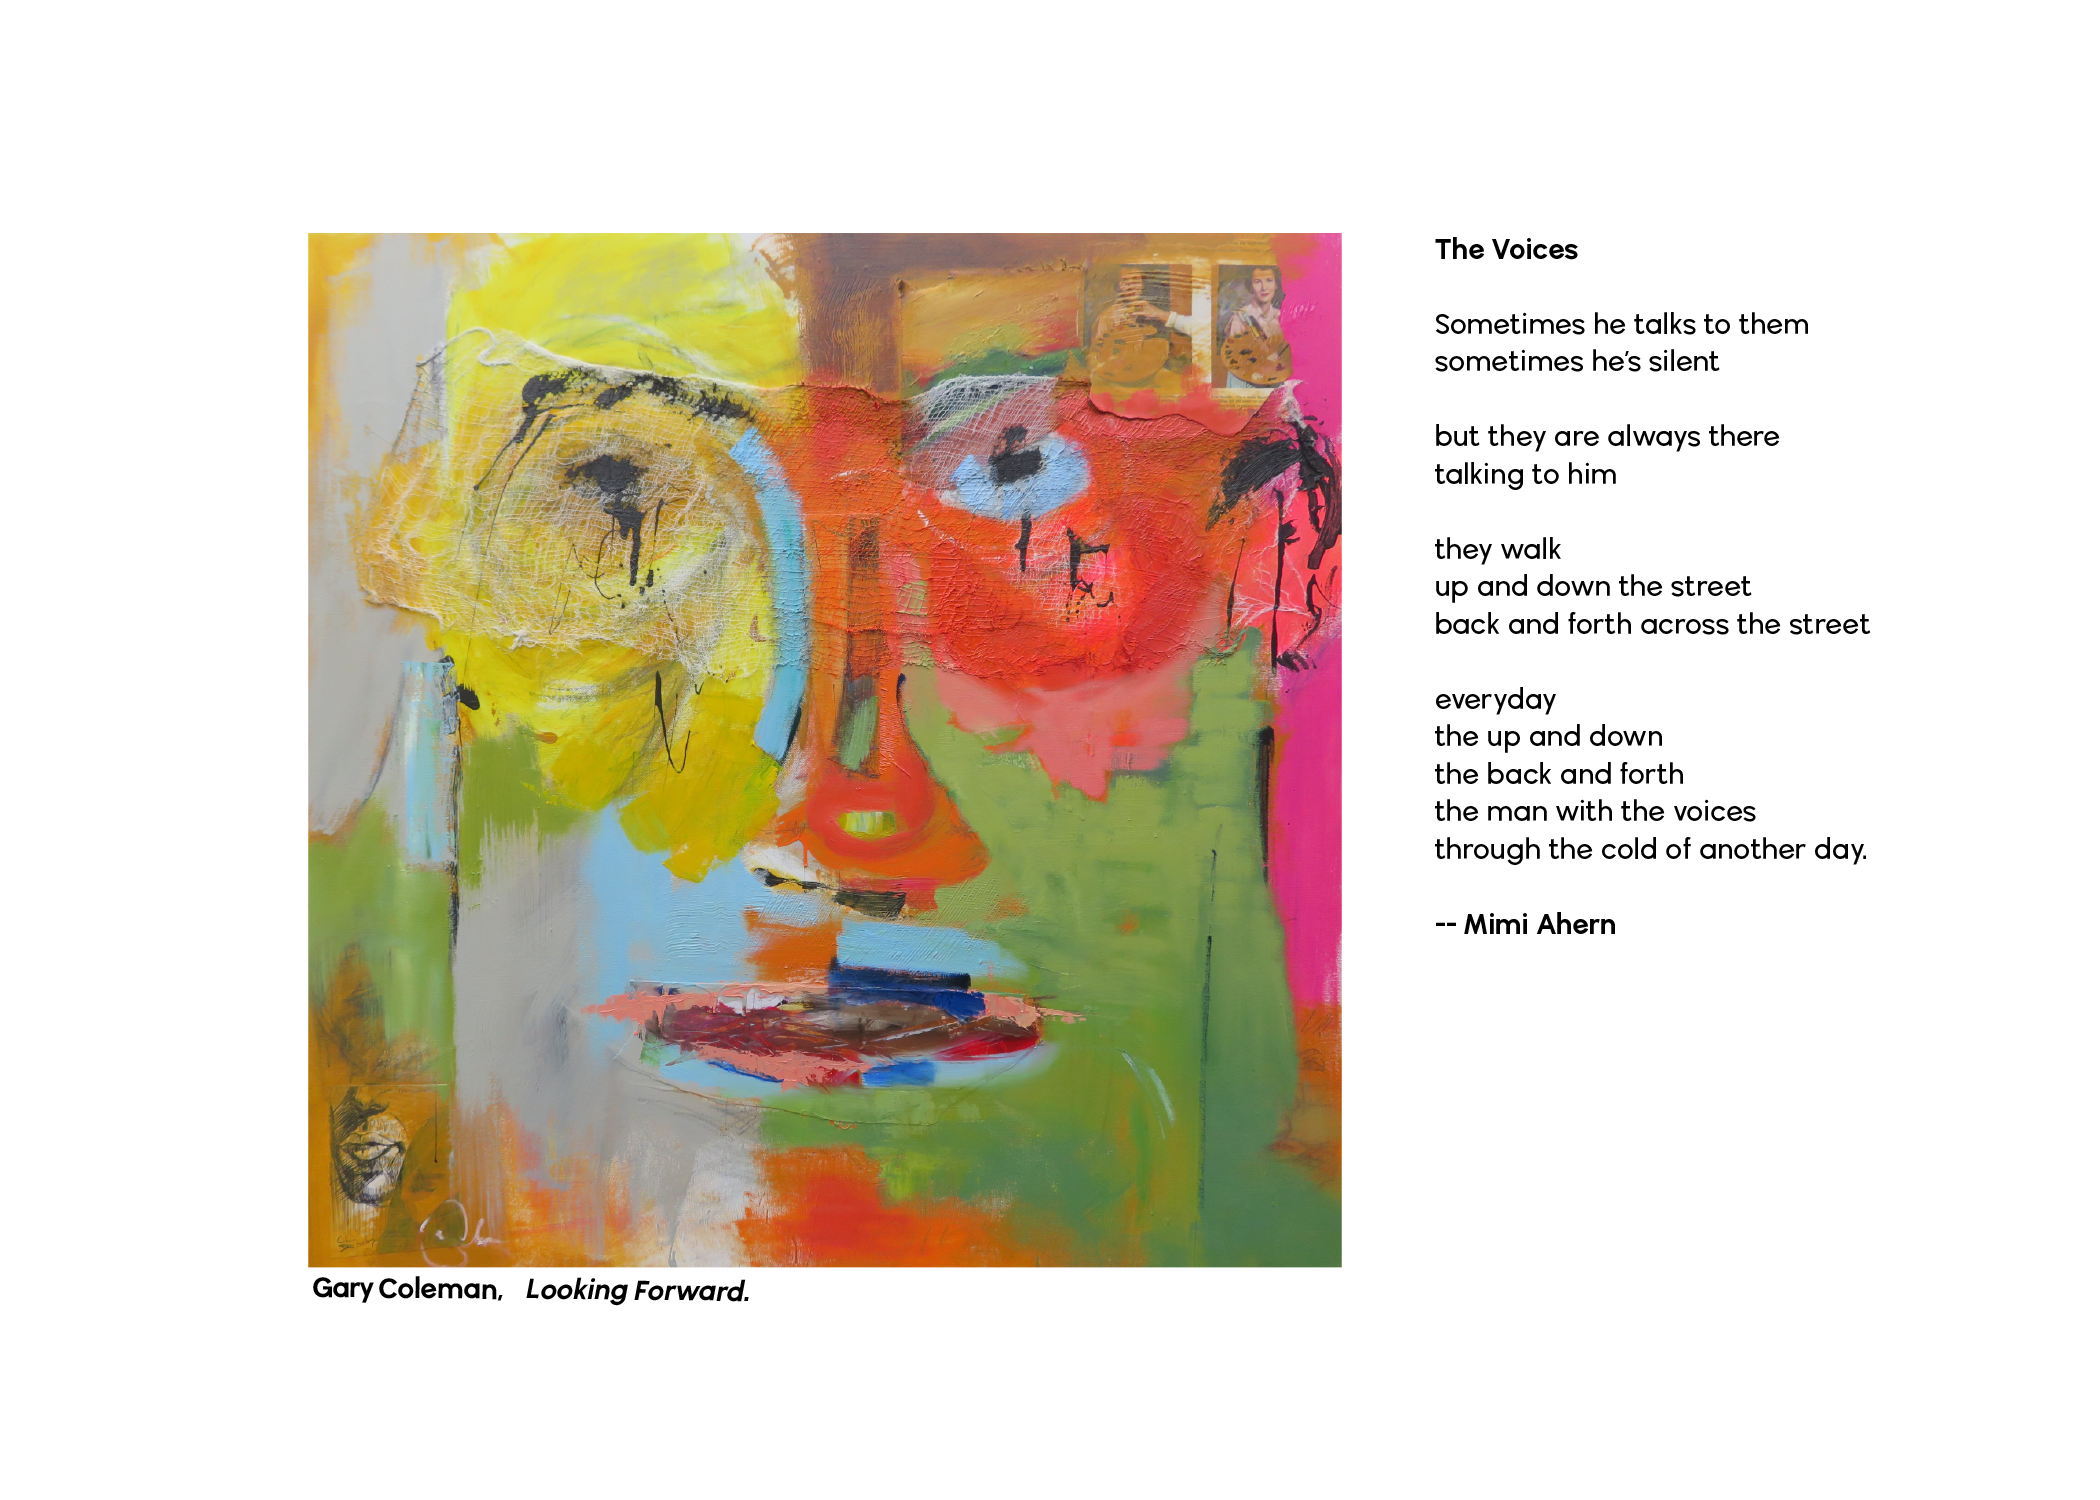 The Voices
Sometimes he talks to them
sometimes he's silent
but they are always there
talking to him
they walk
up and down the street
back and forth across the street
everyday
the up and down
the back and forth
the man with the voices
through the cold of another day.
-- Mimi Ahern
Gary Coleman, Looking Forward.